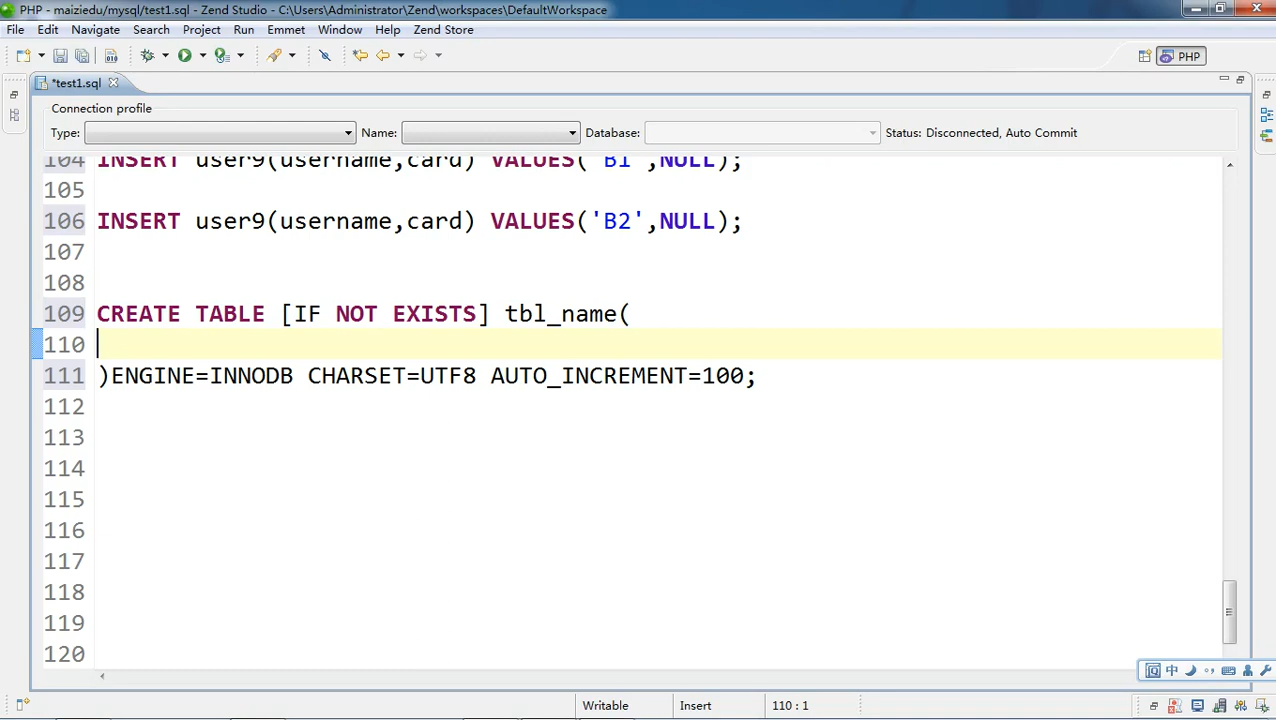 PHP - maiziedu/mysql/test1.sql - Zend Studio - C:\Users\Administrator\Zend\workspaces\DefaultWorkspace
File Edit Navigate Search Project Run Emmet Window Help Zend Store
PHP
*test1.sql
Connection profile
Type: Name: Database: Status: Disconnected, Auto Commit
104 INSERT user9(username,card) VALUES('B1',NULL);
105
106 INSERT user9(username,card) VALUES('B2',NULL);
107
108
109 CREATE TABLE [IF NOT EXISTS] tbl_name(
110
111 )ENGINE=INNODB CHARSET=UTF8 AUTO_INCREMENT=100;
112
113
114
115
116
117
118
119
120
中
Writable Insert 110 : 1